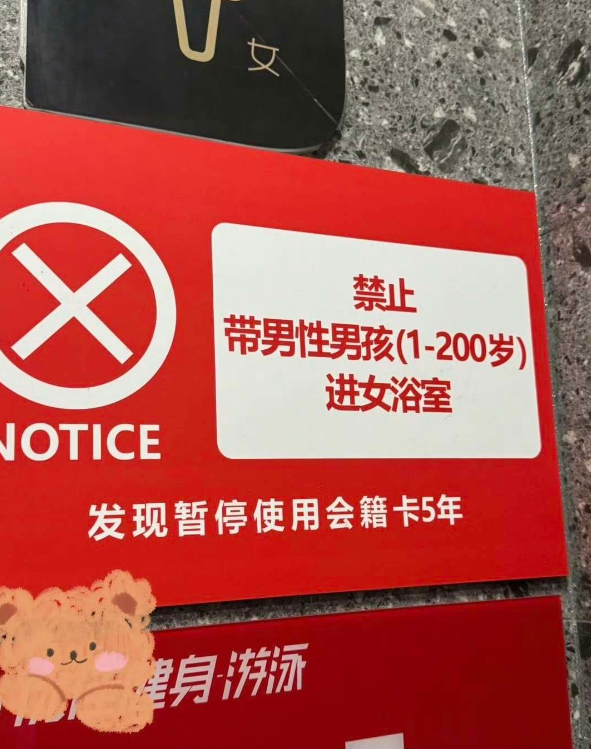 女
禁止
带男性男孩(1-200岁)
进女浴室
NOTICE
发现暂停使用会籍卡5年
健身·游泳